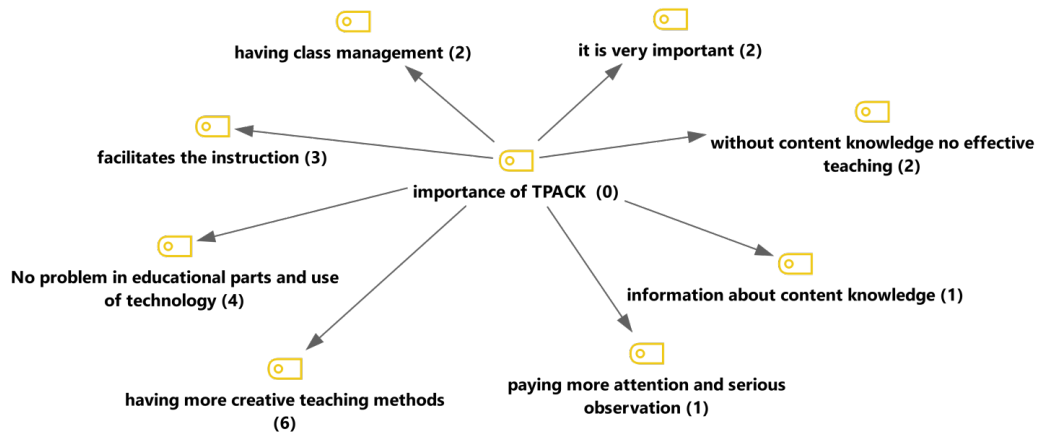 having class management (2)
it is very important (2)
facilitates the instruction (3)
without content knowledge no effective
teaching (2)
importance of TPACK (0)
No problem in educational parts and use
of technology (4)
information about content knowledge (1)
having more creative teaching methods
(6)
paying more attention and serious
observation (1)